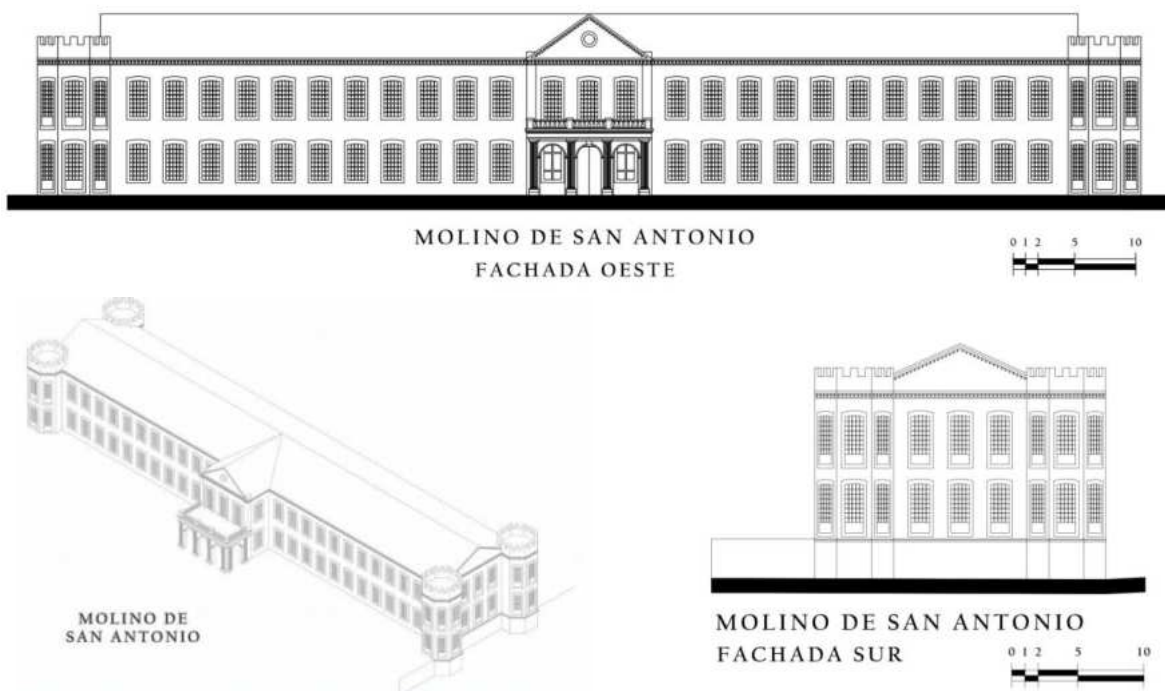 MOLINO DE SAN ANTONIO
FACHADA OESTE
0 1 2 5 10
MOLINO DE
SAN ANTONIO
MOLINO DE SAN ANTONIO
FACHADA SUR
0 1 2 5 10